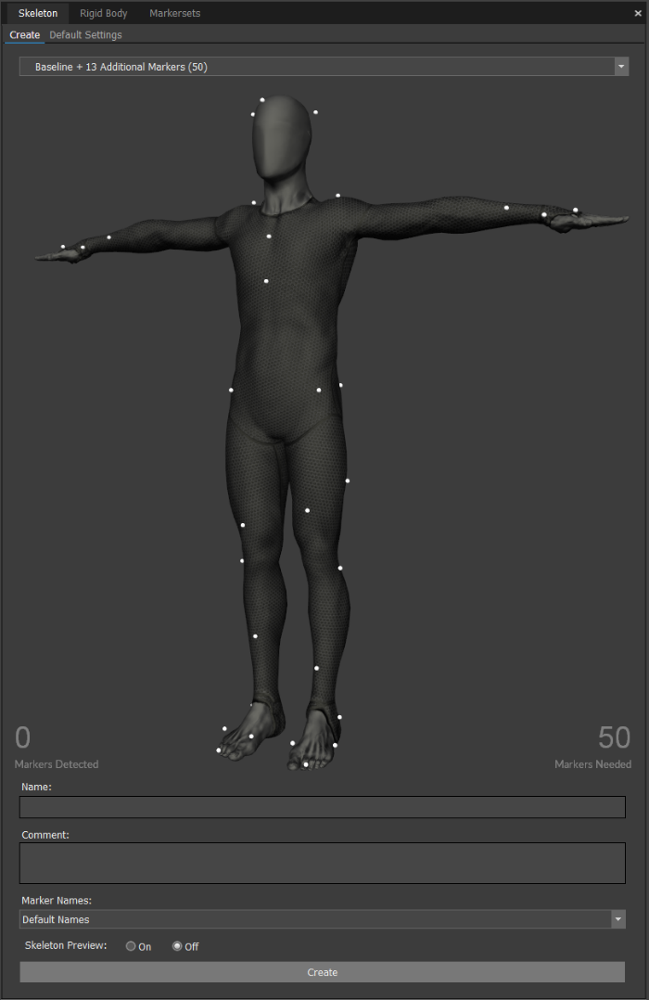 Skeleton Rigid Body Markersets
Create Default Settings
Baseline + 13 Additional Markers (50)
0 50
Markers Detected Markers Needed
Name:
Comment:
Marker Names:
Default Names
Skeleton Preview: On Off
Create